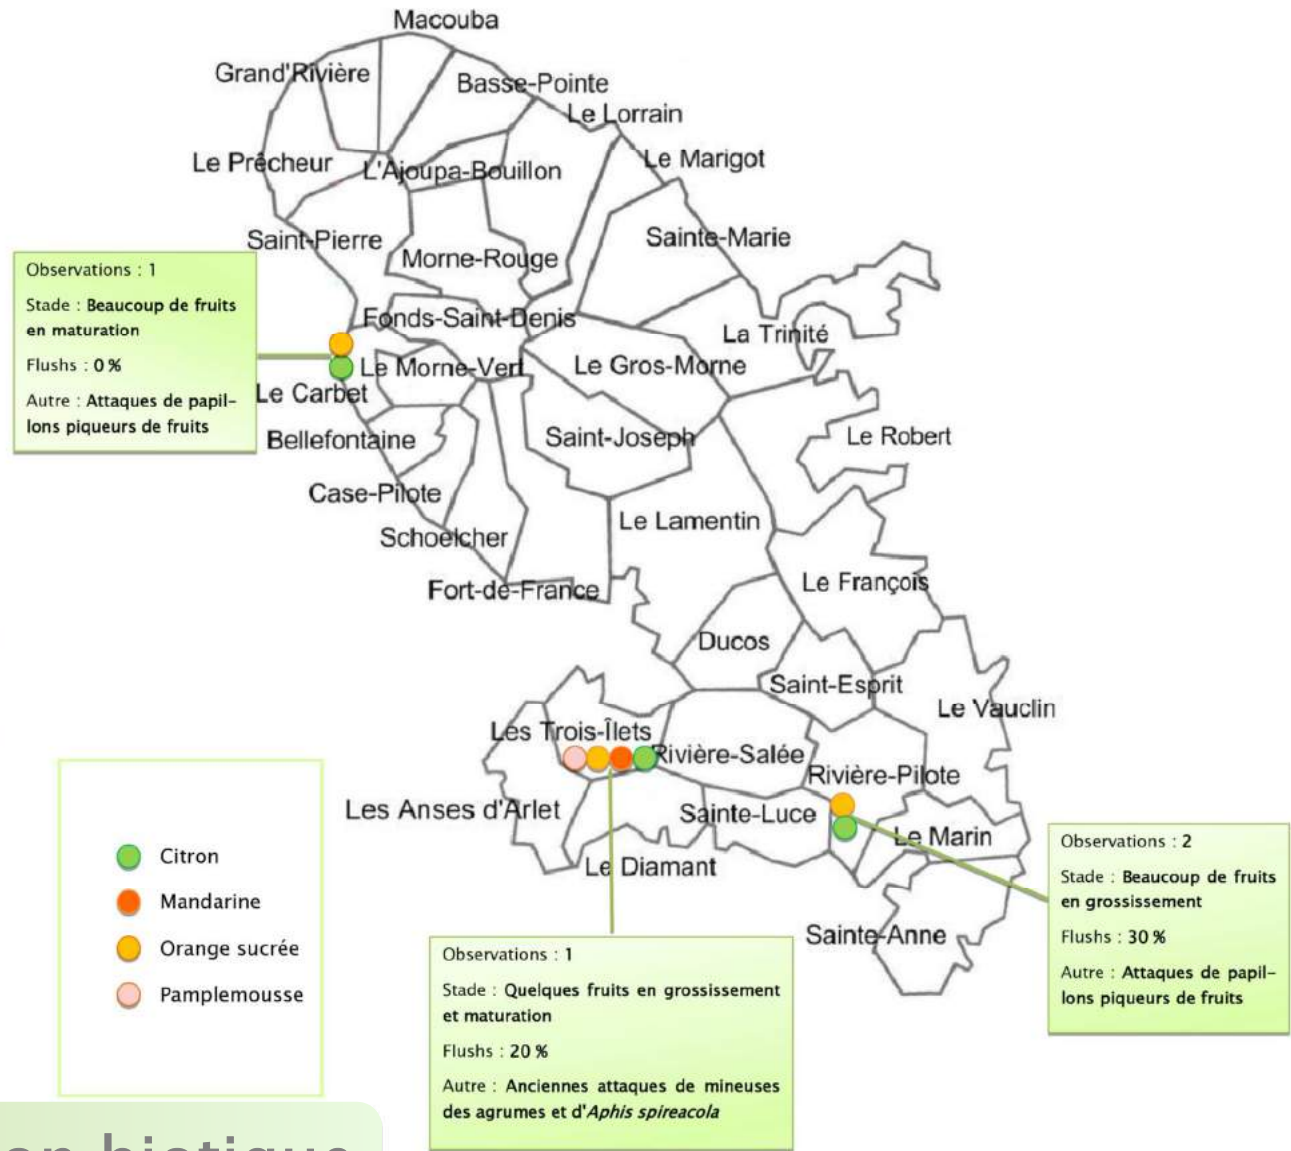 Macouba
Grand'Rivière
Basse-Pointe
Le Lorrain
Le Prêcheur
L'Ajoupa-Bouillon
Le Marigot
Saint-Pierre
Morne-Rouge
Sainte-Marie
Observations : 1
Stade : Beaucoup de fruits
en maturation
Flushs : 0 %
Autre : Attaques de papil-
lons piqueurs de fruits
Fonds-Saint-Denis
La Trinité
Le Morne-Vert
Le Gros-Morne
Le Carbet
Bellefontaine
Saint-Joseph
Le Robert
Case-Pilote
Le Lamentin
Schoelcher
Fort-de-France
Le François
Ducos
Saint-Esprit
Le Vauclin
Les Trois-Îlets
Rivière-Salée
Rivière-Pilote
Les Anses d'Arlet
Sainte-Luce
Le Marin
Le Diamant
Sainte-Anne
Citron
Mandarine
Orange sucrée
Pamplemousse
Observations : 1
Stade : Quelques fruits en grossissement
et maturation
Flushs : 20 %
Autre : Anciennes attaques de mineuses
des agrumes et d'Aphis spireacola
Observations : 2
Stade : Beaucoup de fruits
en grossissement
Flushs : 30 %
Autre : Attaques de papil-
lons piqueurs de fruits